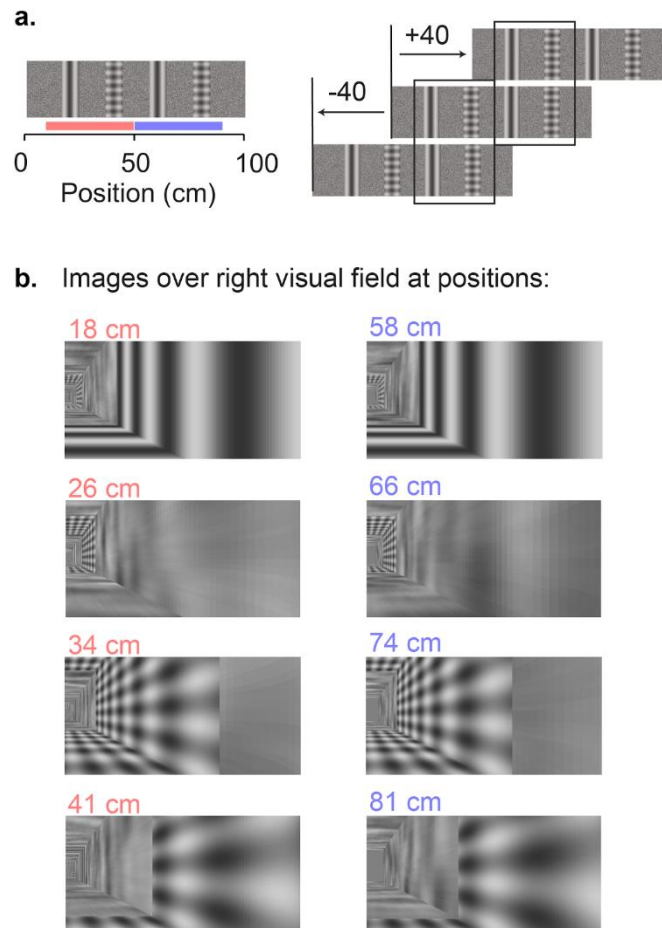 a.
+40
-40
0 50 100
Position (cm)
b. Images over right visual field at positions:
18 cm 58 cm
26 cm 66 cm
34 cm 74 cm
41 cm 81 cm